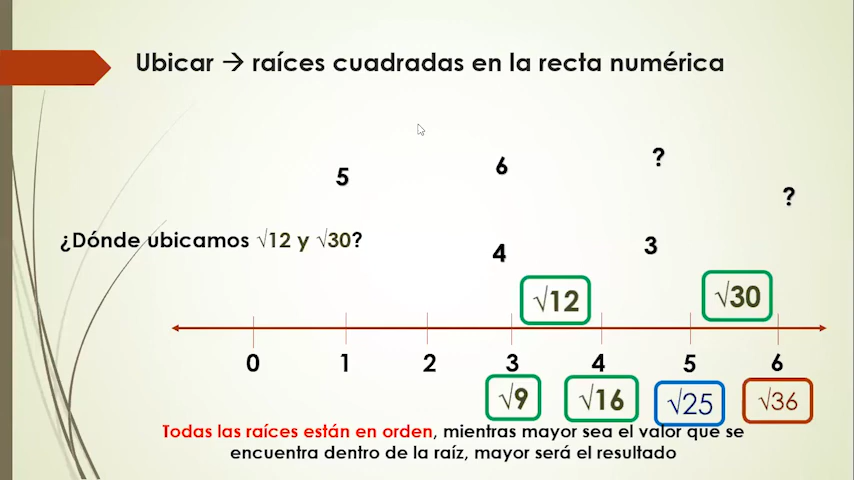 Ubicar → raíces cuadradas en la recta numérica
?
6
5
?
¿Dónde ubicamos √12 y √30?
4
3
√12
√30
0 1 2 3 4 5 6
√9 √16 √25 √36
Todas las raíces están en orden, mientras mayor sea el valor que se
encuentra dentro de la raíz, mayor será el resultado